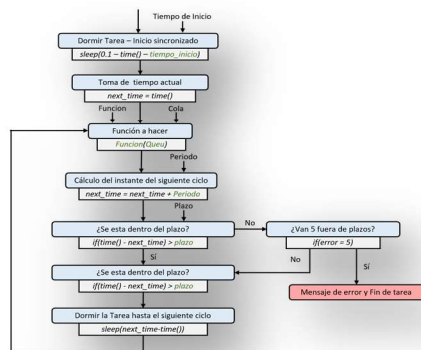 Tiempo de Inicio
Dormir Tarea – Inicio sincronizado
sleep(0.1 – time() – tiempo_inicio)
Toma de tiempo actual
next_time = time()
Funcion
Cola
Función a hacer
Funcion(Queu)
Periodo
Cálculo del instante del siguiente ciclo
next_time = next_time + Periodo
Plazo
¿Se esta dentro del plazo?
if(time() - next_time) > plazo
No
¿Van 5 fuera de plazos?
if(error = 5)
Sí
No
Sí
¿Se esta dentro del plazo?
if(time() - next_time) > plazo
Mensaje de error y Fin de tarea
Dormir la Tarea hasta el siguiente ciclo
sleep(next_time-time())